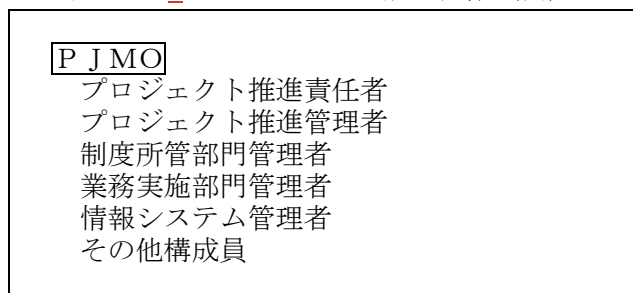 ＰＪＭＯ
プロジェクト推進責任者
プロジェクト推進管理者
制度所管部門管理者
業務実施部門管理者
情報システム管理者
その他構成員